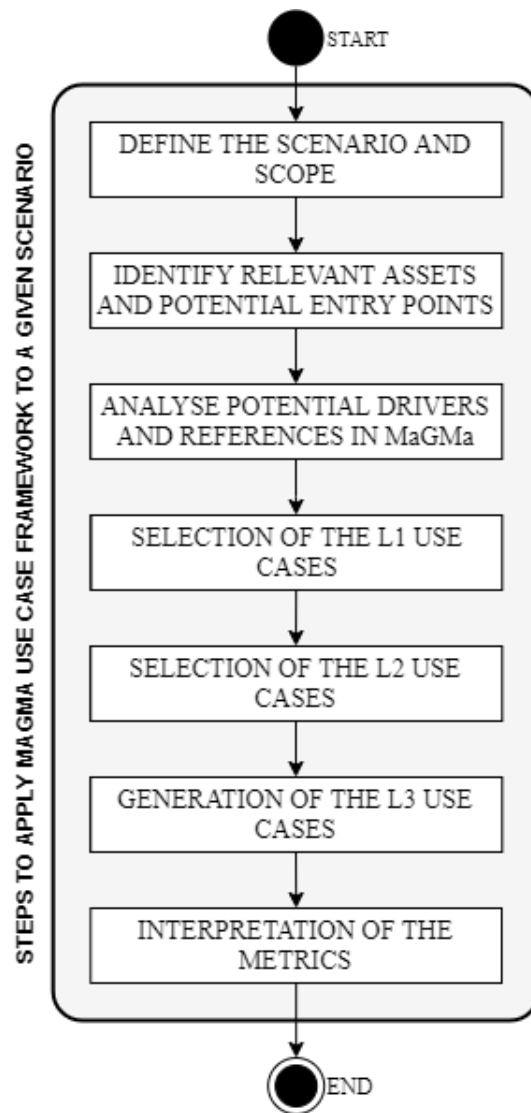 START
STEPS TO APPLY MAGMA USE CASE FRAMEWORK TO A GIVEN SCENARIO
DEFINE THE SCENARIO AND
SCOPE
IDENTIFY RELEVANT ASSETS
AND POTENTIAL ENTRY POINTS
ANALYSE POTENTIAL DRIVERS
AND REFERENCES IN MaGMa
SELECTION OF THE L1 USE
CASES
SELECTION OF THE L2 USE
CASES
GENERATION OF THE L3 USE
CASES
INTERPRETATION OF THE
METRICS
END